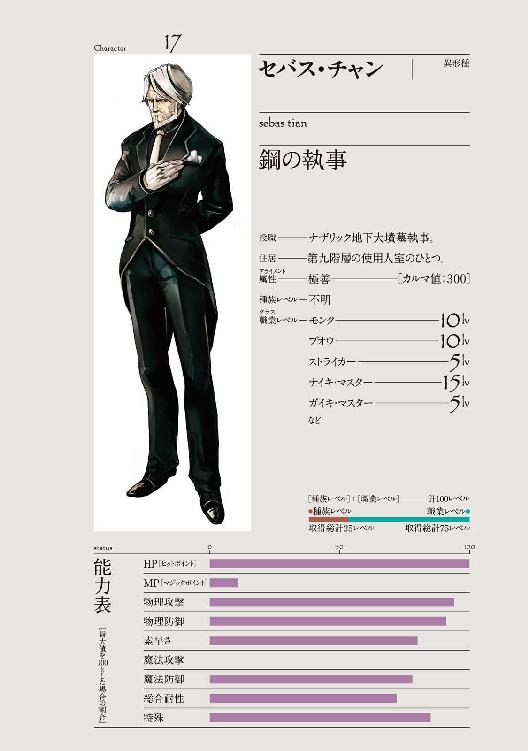 Character 17
セバス・チャン
異形種
sebas tian
鋼の執事
役職――ナザリック地下大墳墓執事。
住居――第九階層の使用人室のひとつ。
アライメント
属性――極善――[カルマ値:300]
種族レベル―不明
クラス
職業レベル―モンク――10lv
プオウ――10lv
ストライカー――5lv
ナイキ・マスター――15lv
ガイキ・マスター――5lv
など
[種族レベル]+[職業レベル]――計100レベル
●種族レベル 職業レベル●
取得総計25レベル 取得総計75レベル
status 0 50 100
能力表
[最大値を100とした場合の割合]
HP[ヒットポイント]
MP[マジックポイント]
物理攻撃
物理防御
素早さ
魔法攻撃
魔法防御
総合耐性
特殊